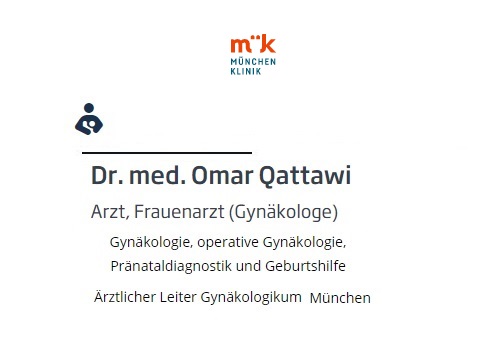 mük
MÜNCHEN
KLINIK
Dr. med. Omar Qattawi
Arzt, Frauenarzt (Gynäkologe)
Gynäkologie, operative Gynäkologie,
Pränataldiagnostik und Geburtshilfe
Ärztlicher Leiter Gynäkologikum München